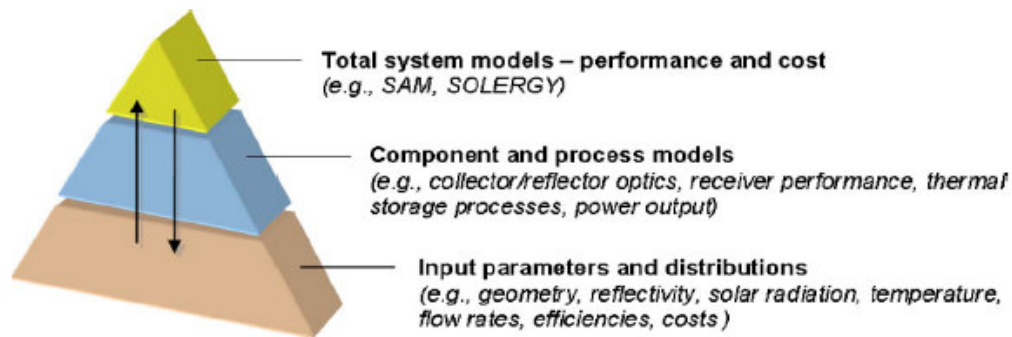 Total system models – performance and cost
(e.g., SAM, SOLERGY)
Component and process models
(e.g., collector/reflector optics, receiver performance, thermal
storage processes, power output)
Input parameters and distributions
(e.g., geometry, reflectivity, solar radiation, temperature,
flow rates, efficiencies, costs )